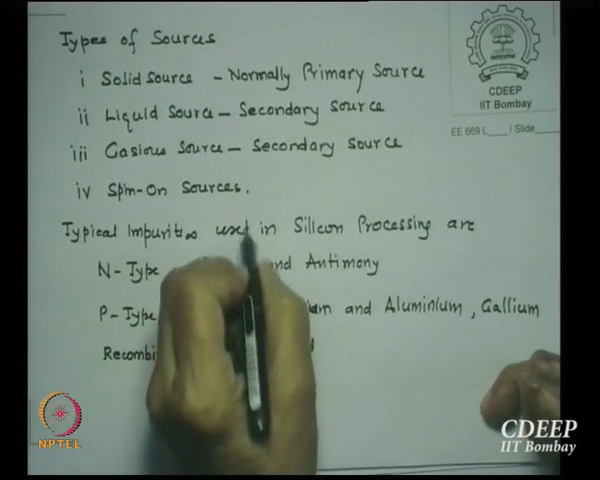 Types of Sources
i Solid Source - Normally Primary Source
ii Liquid Source - Secondary Source
iii Gasious Source - Secondary Source
iv Spin-On Sources.
Typical Impurities used in Silicon Processing are
N-Type and Antimony
P-Type and Aluminium, Gallium
CDEEP
IIT Bombay
EE 669 L____/Slide____
NPTEL
CDEEP
IIT Bombay